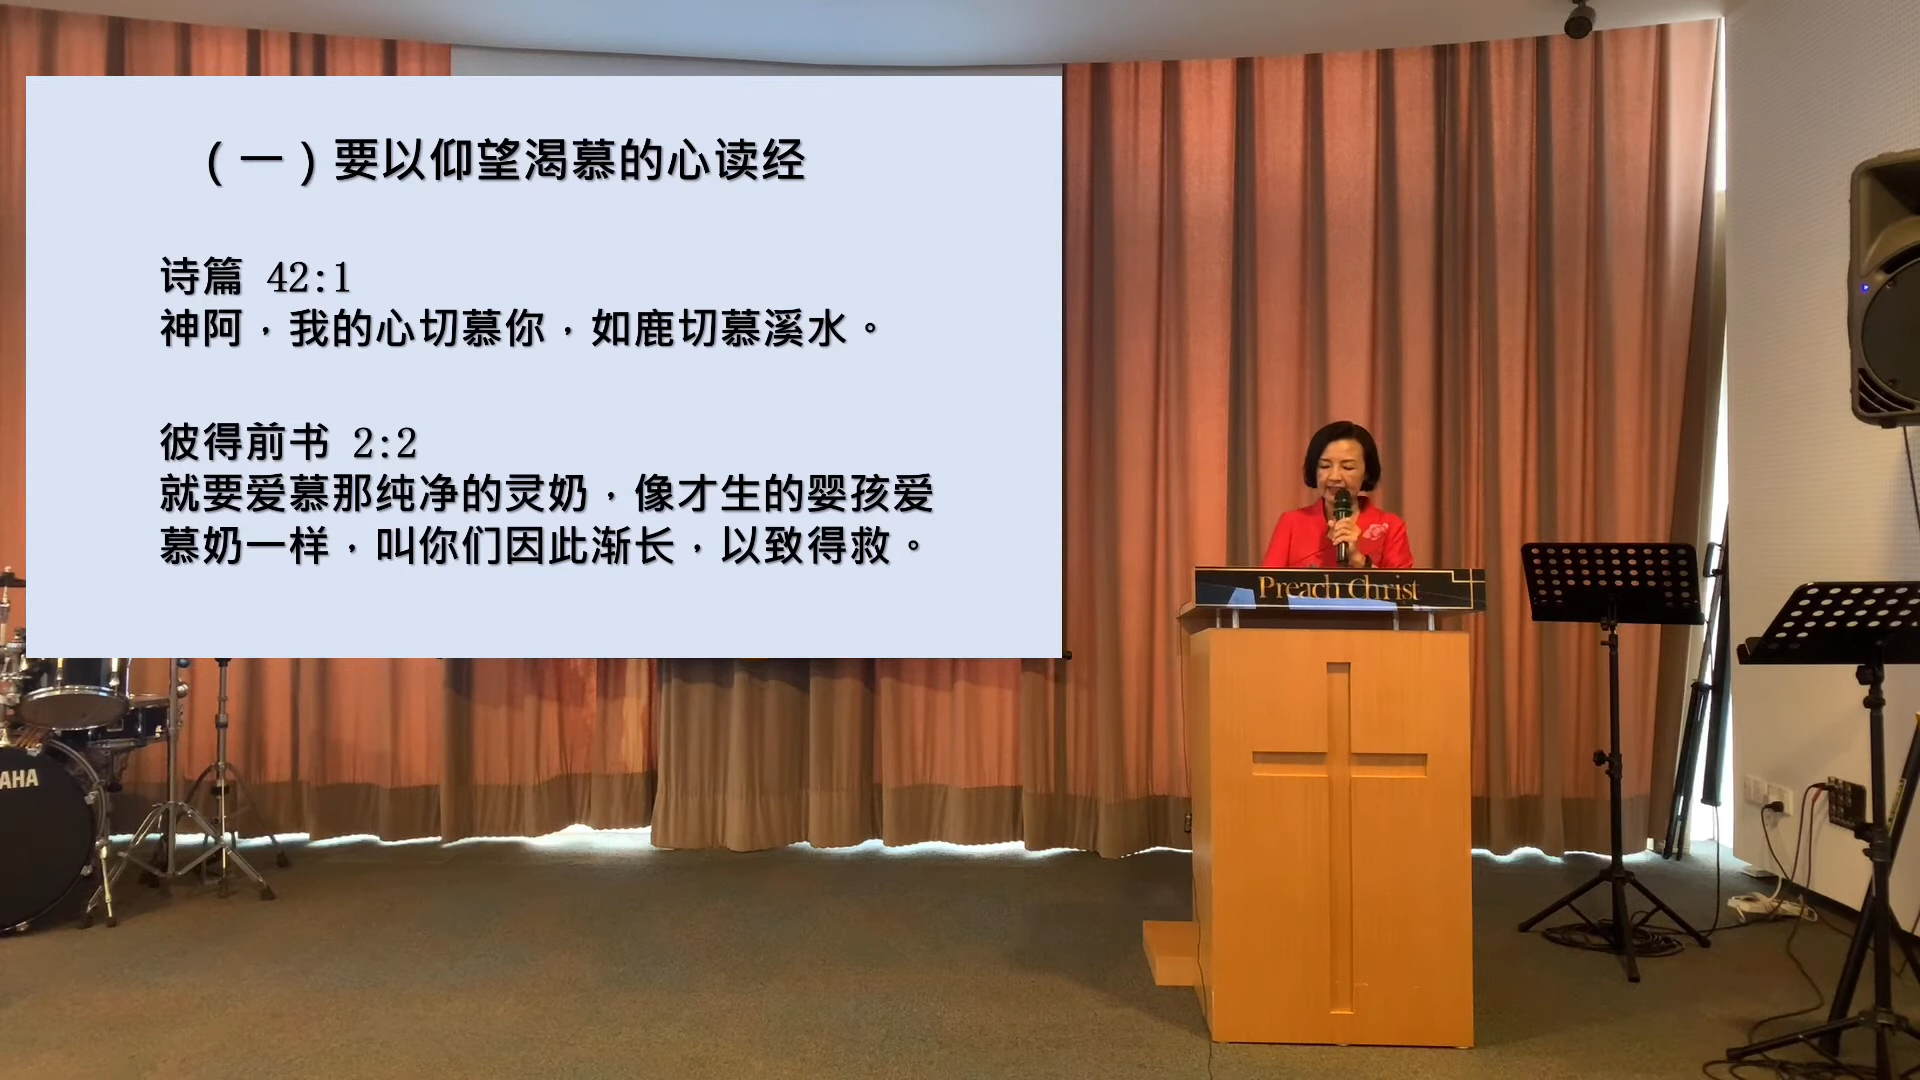 （一）要以仰望渴慕的心读经
诗篇 42:1
神阿，我的心切慕你，如鹿切慕溪水。
彼得前书 2:2
就要爱慕那纯净的灵奶，像才生的婴孩爱
慕奶一样，叫你们因此渐长，以致得救。
Preach Christ
AHA